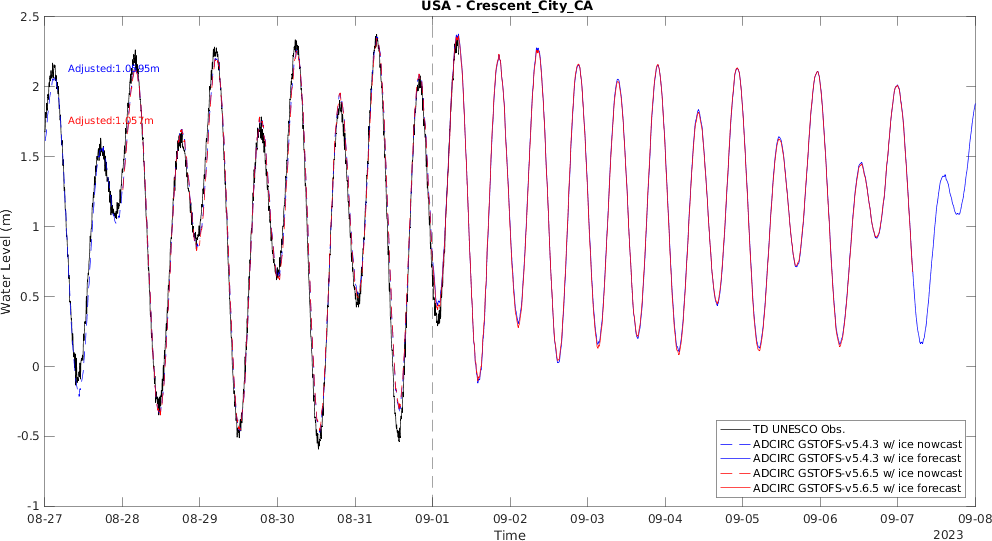 USA - Crescent_City_CA
2.5
2
1.5
1
0.5
0
-0.5
-1
Water Level (m)
Adjusted:1.057m
08-27
08-28
08-29
08-30
08-31
09-01
09-02
09-03
09-04
09-05
09-06
09-07
09-08
Time
2023
TD UNESCO Obs.
ADCIRC GSTOFS-v5.4.3 w/ ice nowcast
ADCIRC GSTOFS-v5.4.3 w/ ice forecast
ADCIRC GSTOFS-v5.6.5 w/ ice nowcast
ADCIRC GSTOFS-v5.6.5 w/ ice forecast